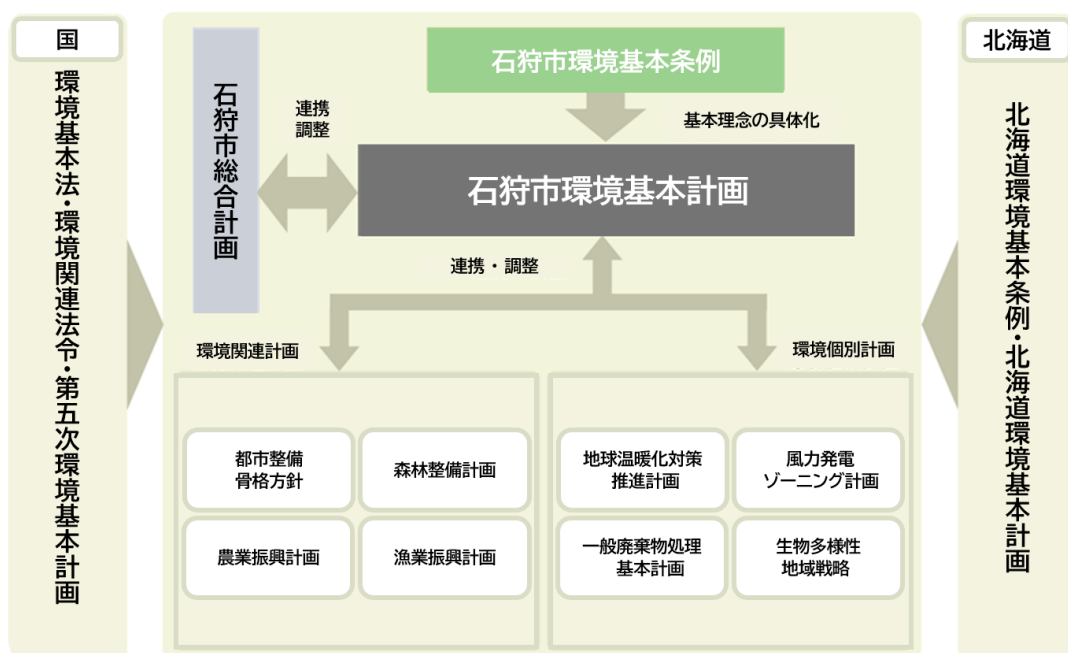 国
環境基本法・環境関連法令・第五次環境基本計画
石狩市総合計画
連携
調整
石狩市環境基本条例
基本理念の具体化
石狩市環境基本計画
連携・調整
環境関連計画
都市整備
骨格方針
森林整備計画
農業振興計画
漁業振興計画
環境個別計画
地球温暖化対策
推進計画
風力発電
ゾーニング計画
一般廃棄物処理
基本計画
生物多様性
地域戦略
北海道
北海道環境基本条例・北海道環境基本計画